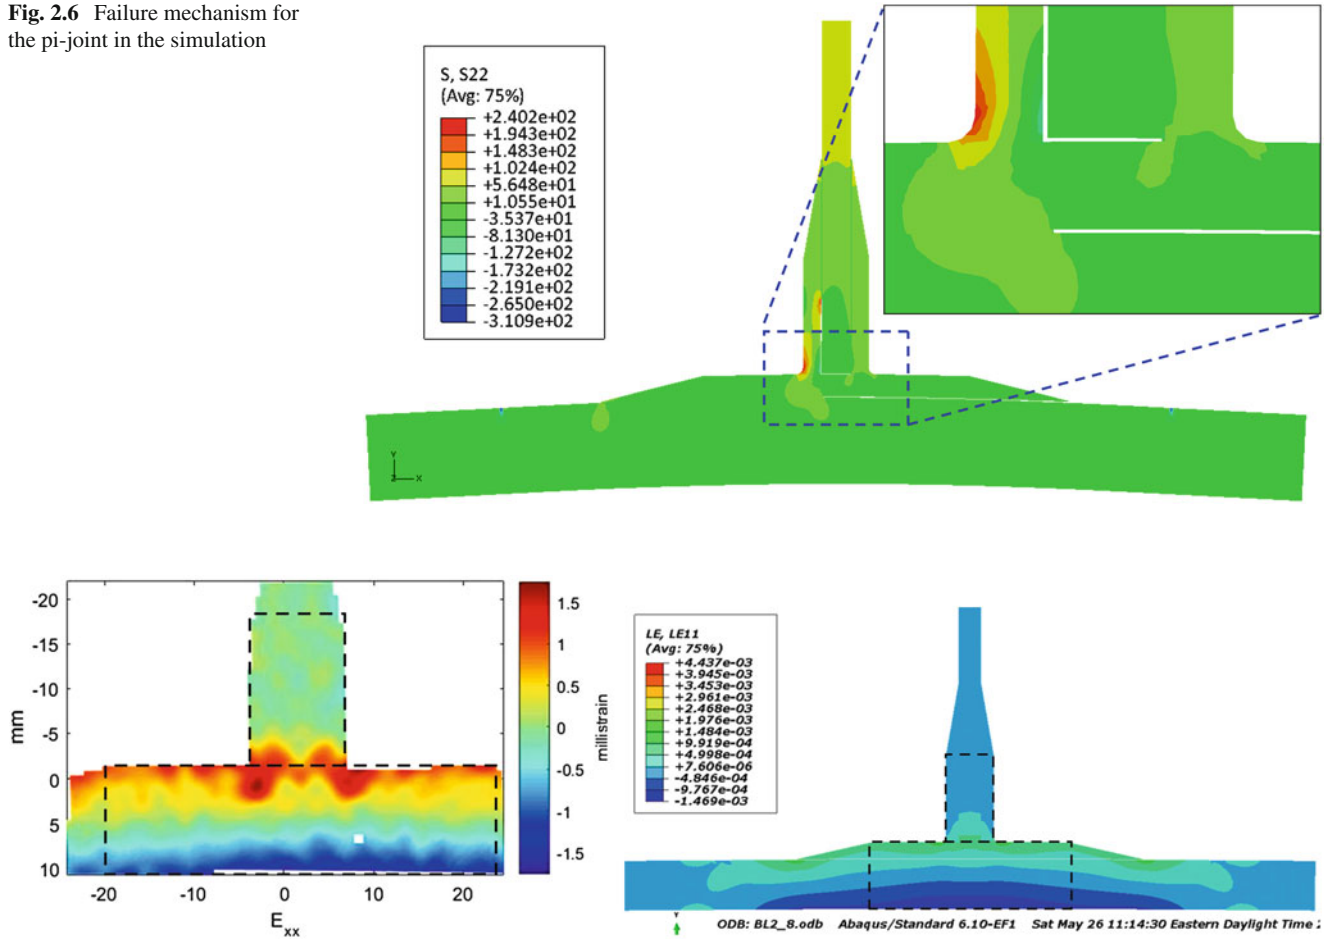 Fig. 2.6 Failure mechanism for
the pi-joint in the simulation
S, S22
(Avg: 75%)
+2.402e+02
+1.943e+02
+1.483e+02
+1.024e+02
+5.648e+01
+1.055e+01
-3.537e+01
-8.130e+01
-1.272e+02
-1.732e+02
-2.191e+02
-2.650e+02
-3.109e+02
Y
Z X
-20
-15
-10
-5
0
5
10
mm
-20 -10 0 10 20
Exx
1.5
1
0.5
0
-0.5
-1
-1.5
millistrain
LE, LE11
(Avg: 75%)
+4.437e-03
+3.945e-03
+3.453e-03
+2.961e-03
+2.468e-03
+1.976e-03
+1.484e-03
+9.919e-04
+4.998e-04
+7.606e-06
-4.846e-04
-9.767e-04
-1.469e-03
Y
ODB: BL2_8.odb Abaqus/Standard 6.10-EF1 Sat May 26 11:14:30 Eastern Daylight Time